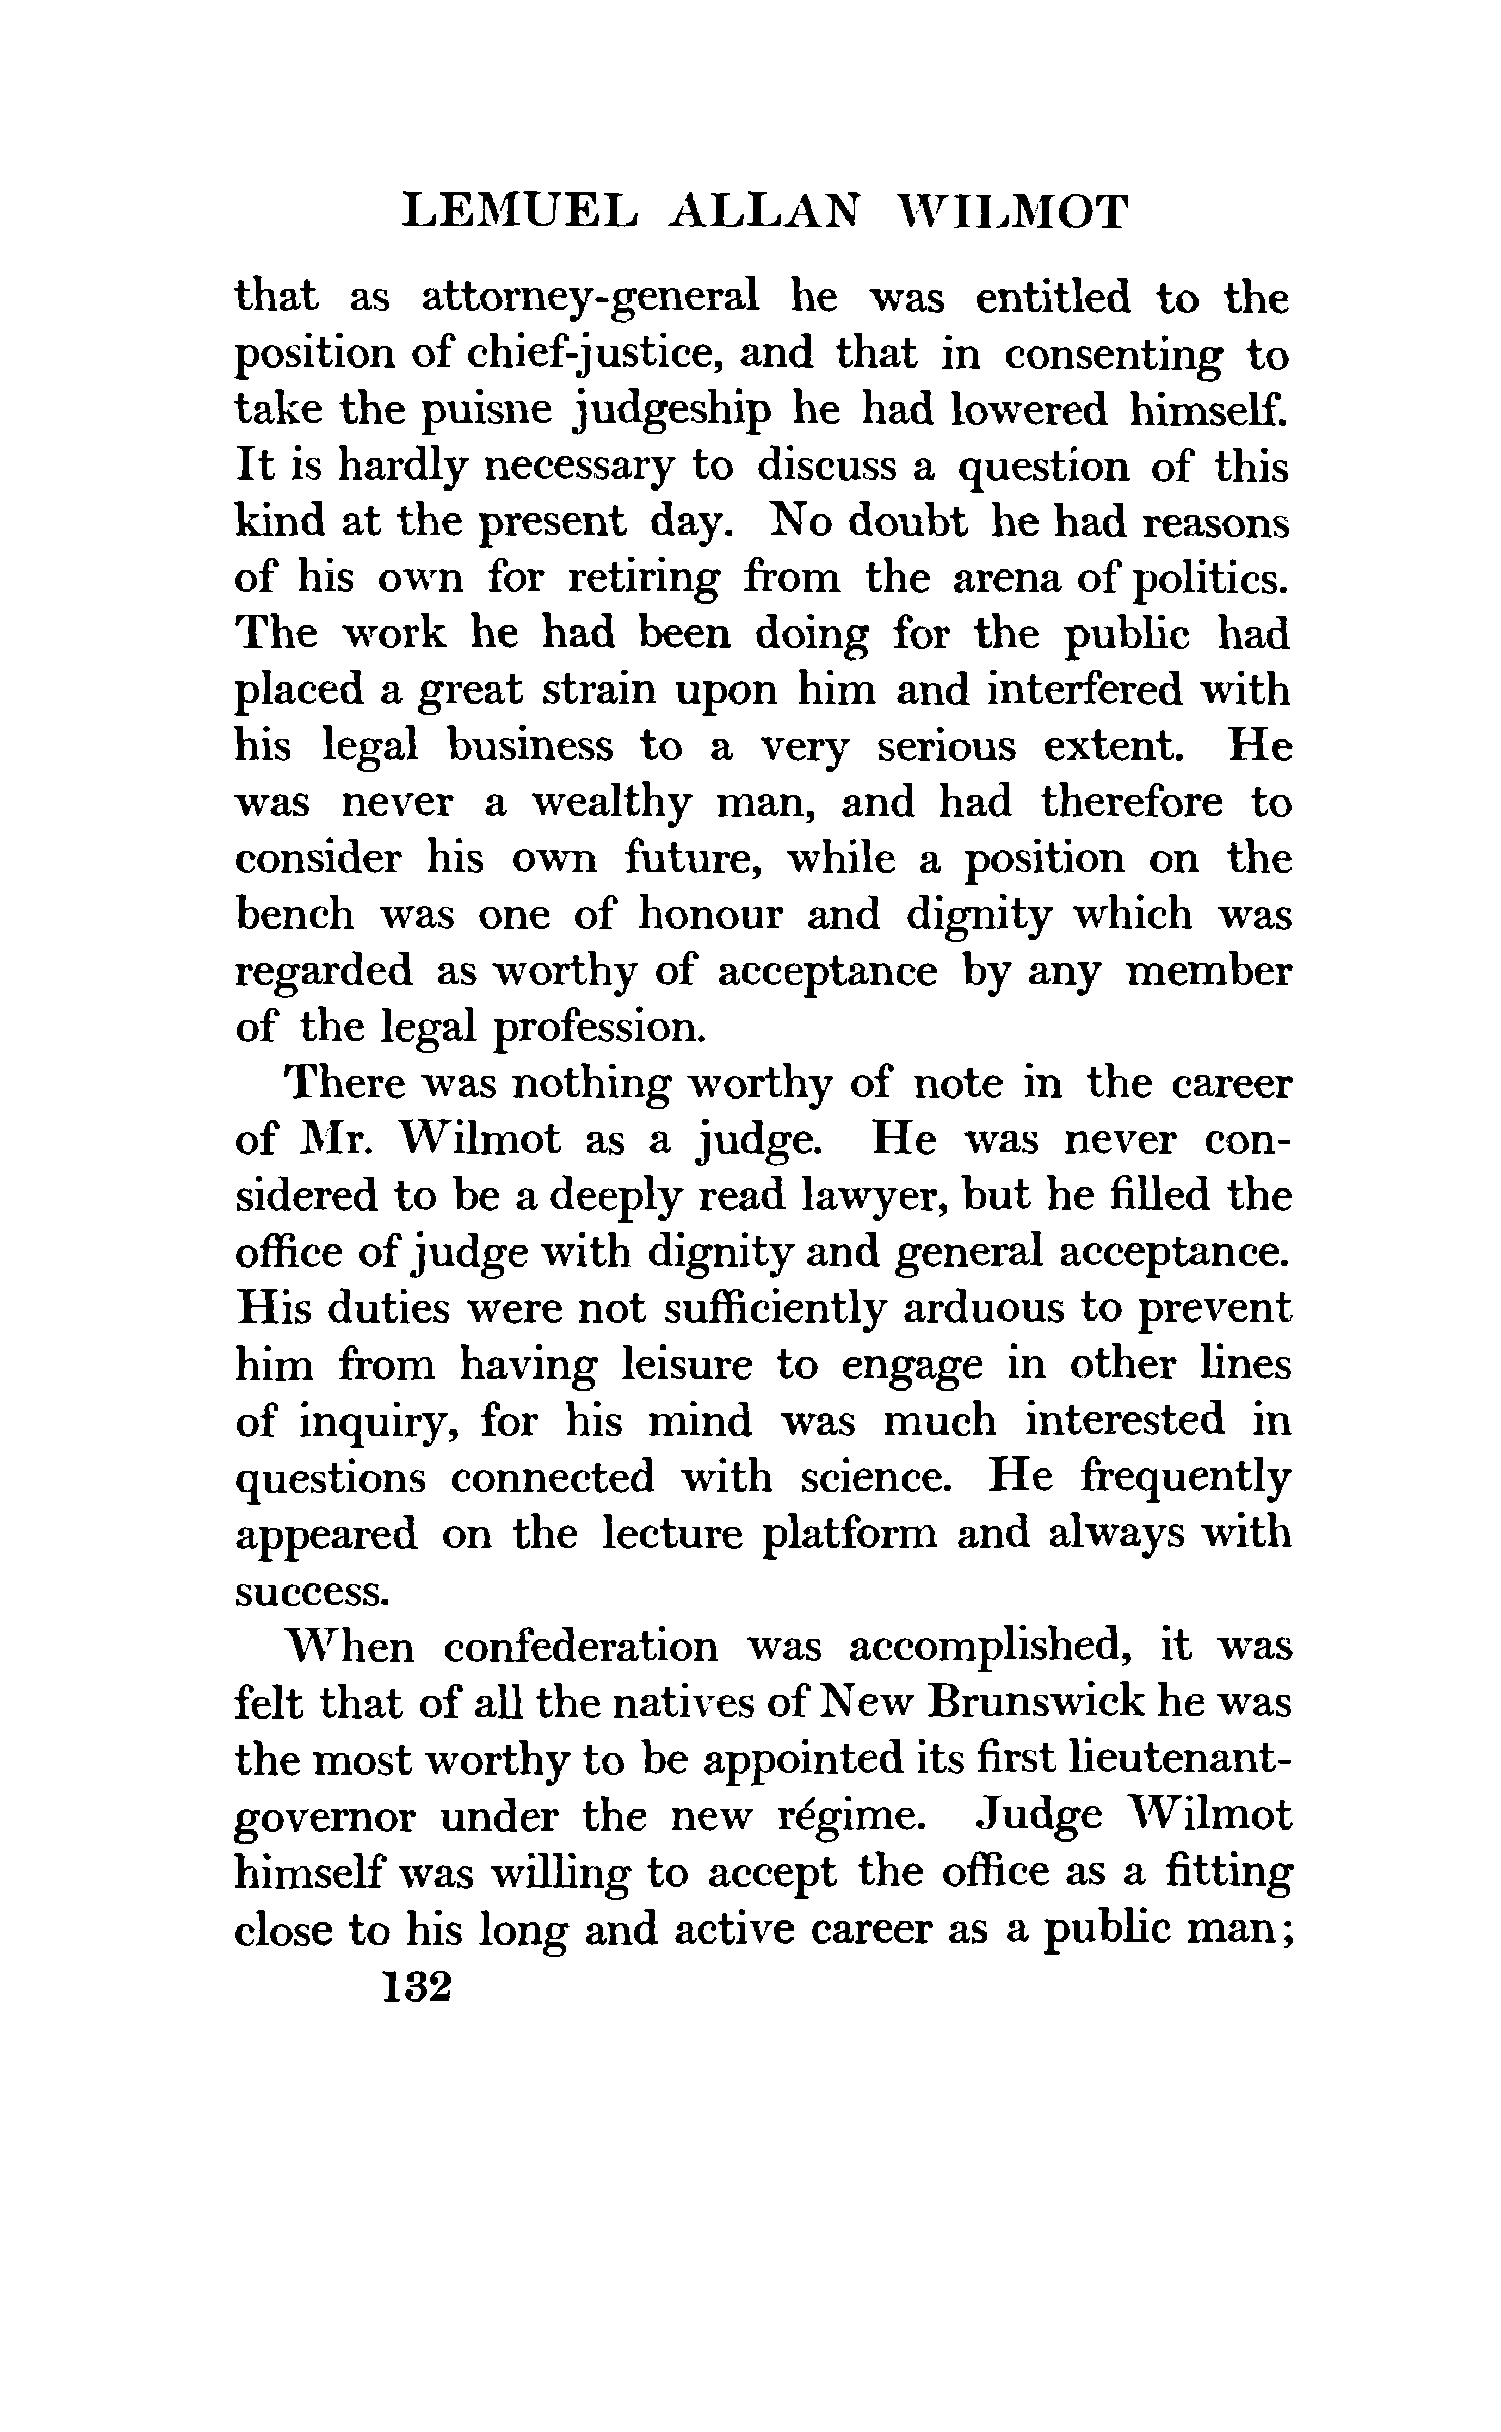 LEMUEL ALLAN WILMOT
that as attorney-general he was entitled to the
position of chief-justice, and that in consenting to
take the puisne judgeship he had lowered himself.
It is hardly necessary to discuss a question of this
kind at the present day. No doubt he had reasons
of his own for retiring from the arena of politics.
The work he had been doing for the public had
placed a great strain upon him and interfered with
his legal business to a very serious extent. He
was never a wealthy man, and had therefore to
consider his own future, while a position on the
bench was one of honour and dignity which was
regarded as worthy of acceptance by any member
of the legal profession.
There was nothing worthy of note in the career
of Mr. Wilmot as a judge. He was never con-
sidered to be a deeply read lawyer, but he filled the
office of judge with dignity and general acceptance.
His duties were not sufficiently arduous to prevent
him from having leisure to engage in other lines
of inquiry, for his mind was much interested in
questions connected with science. He frequently
appeared on the lecture platform and always with
success.
When confederation was accomplished, it was
felt that of all the natives of New Brunswick he was
the most worthy to be appointed its first lieutenant-
governor under the new régime. Judge Wilmot
himself was willing to accept the office as a fitting
close to his long and active career as a public man;
132